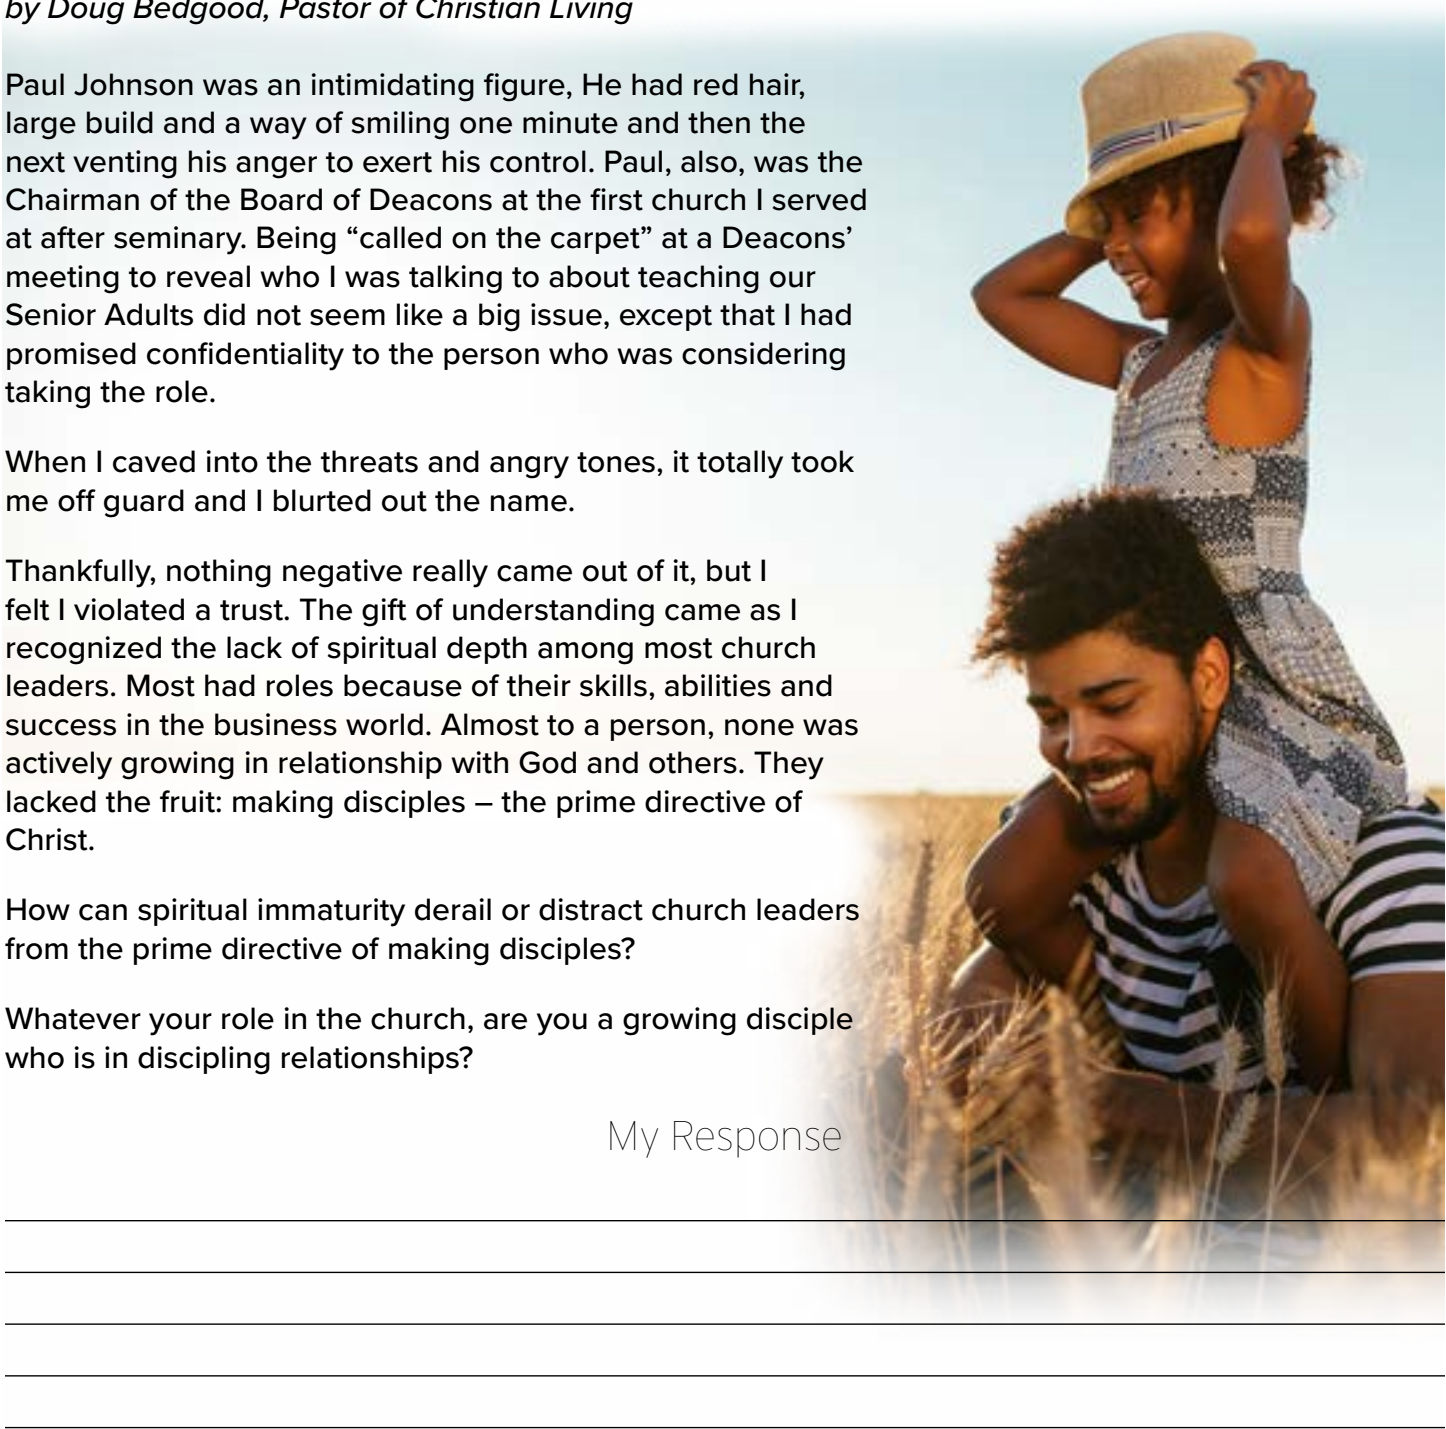 by Doug Bedgood, Pastor of Christian Living
Paul Johnson was an intimidating figure, He had red hair,
large build and a way of smiling one minute and then the
next venting his anger to exert his control. Paul, also, was the
Chairman of the Board of Deacons at the first church I served
at after seminary. Being “called on the carpet” at a Deacons’
meeting to reveal who I was talking to about teaching our
Senior Adults did not seem like a big issue, except that I had
promised confidentiality to the person who was considering
taking the role.
When I caved into the threats and angry tones, it totally took
me off guard and I blurted out the name.
Thankfully, nothing negative really came out of it, but I
felt I violated a trust. The gift of understanding came as I
recognized the lack of spiritual depth among most church
leaders. Most had roles because of their skills, abilities and
success in the business world. Almost to a person, none was
actively growing in relationship with God and others. They
lacked the fruit: making disciples – the prime directive of
Christ.
How can spiritual immaturity derail or distract church leaders
from the prime directive of making disciples?
Whatever your role in the church, are you a growing disciple
who is in discipling relationships?
My Response